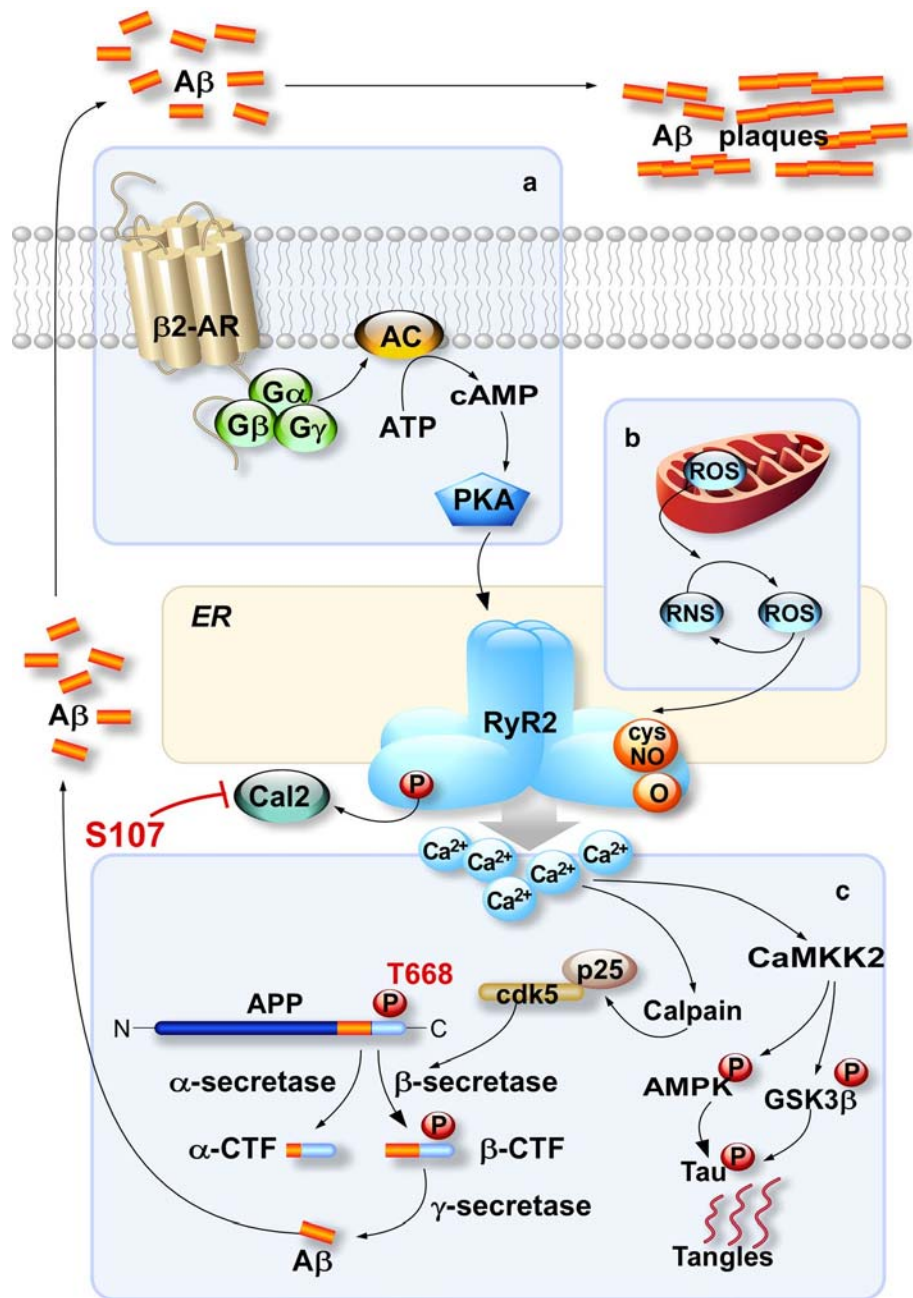 Aβ
Aβ plaques
a
β2-AR
AC
Gα
Gβ
Gγ
ATP
cAMP
PKA
b
ROS
RNS
ROS
ER
RyR2
cys
NO
O
P
Aβ
Cal2
S107
Ca2+
Ca2+
Ca2+
Ca2+
Ca2+
c
CaMKK2
p25
cdk5
Calpain
T668
P
APP
N
C
α-secretase
β-secretase
P
AMPK
P
GSK3β
P
α-CTF
β-CTF
Tau
P
γ-secretase
Aβ
Tangles